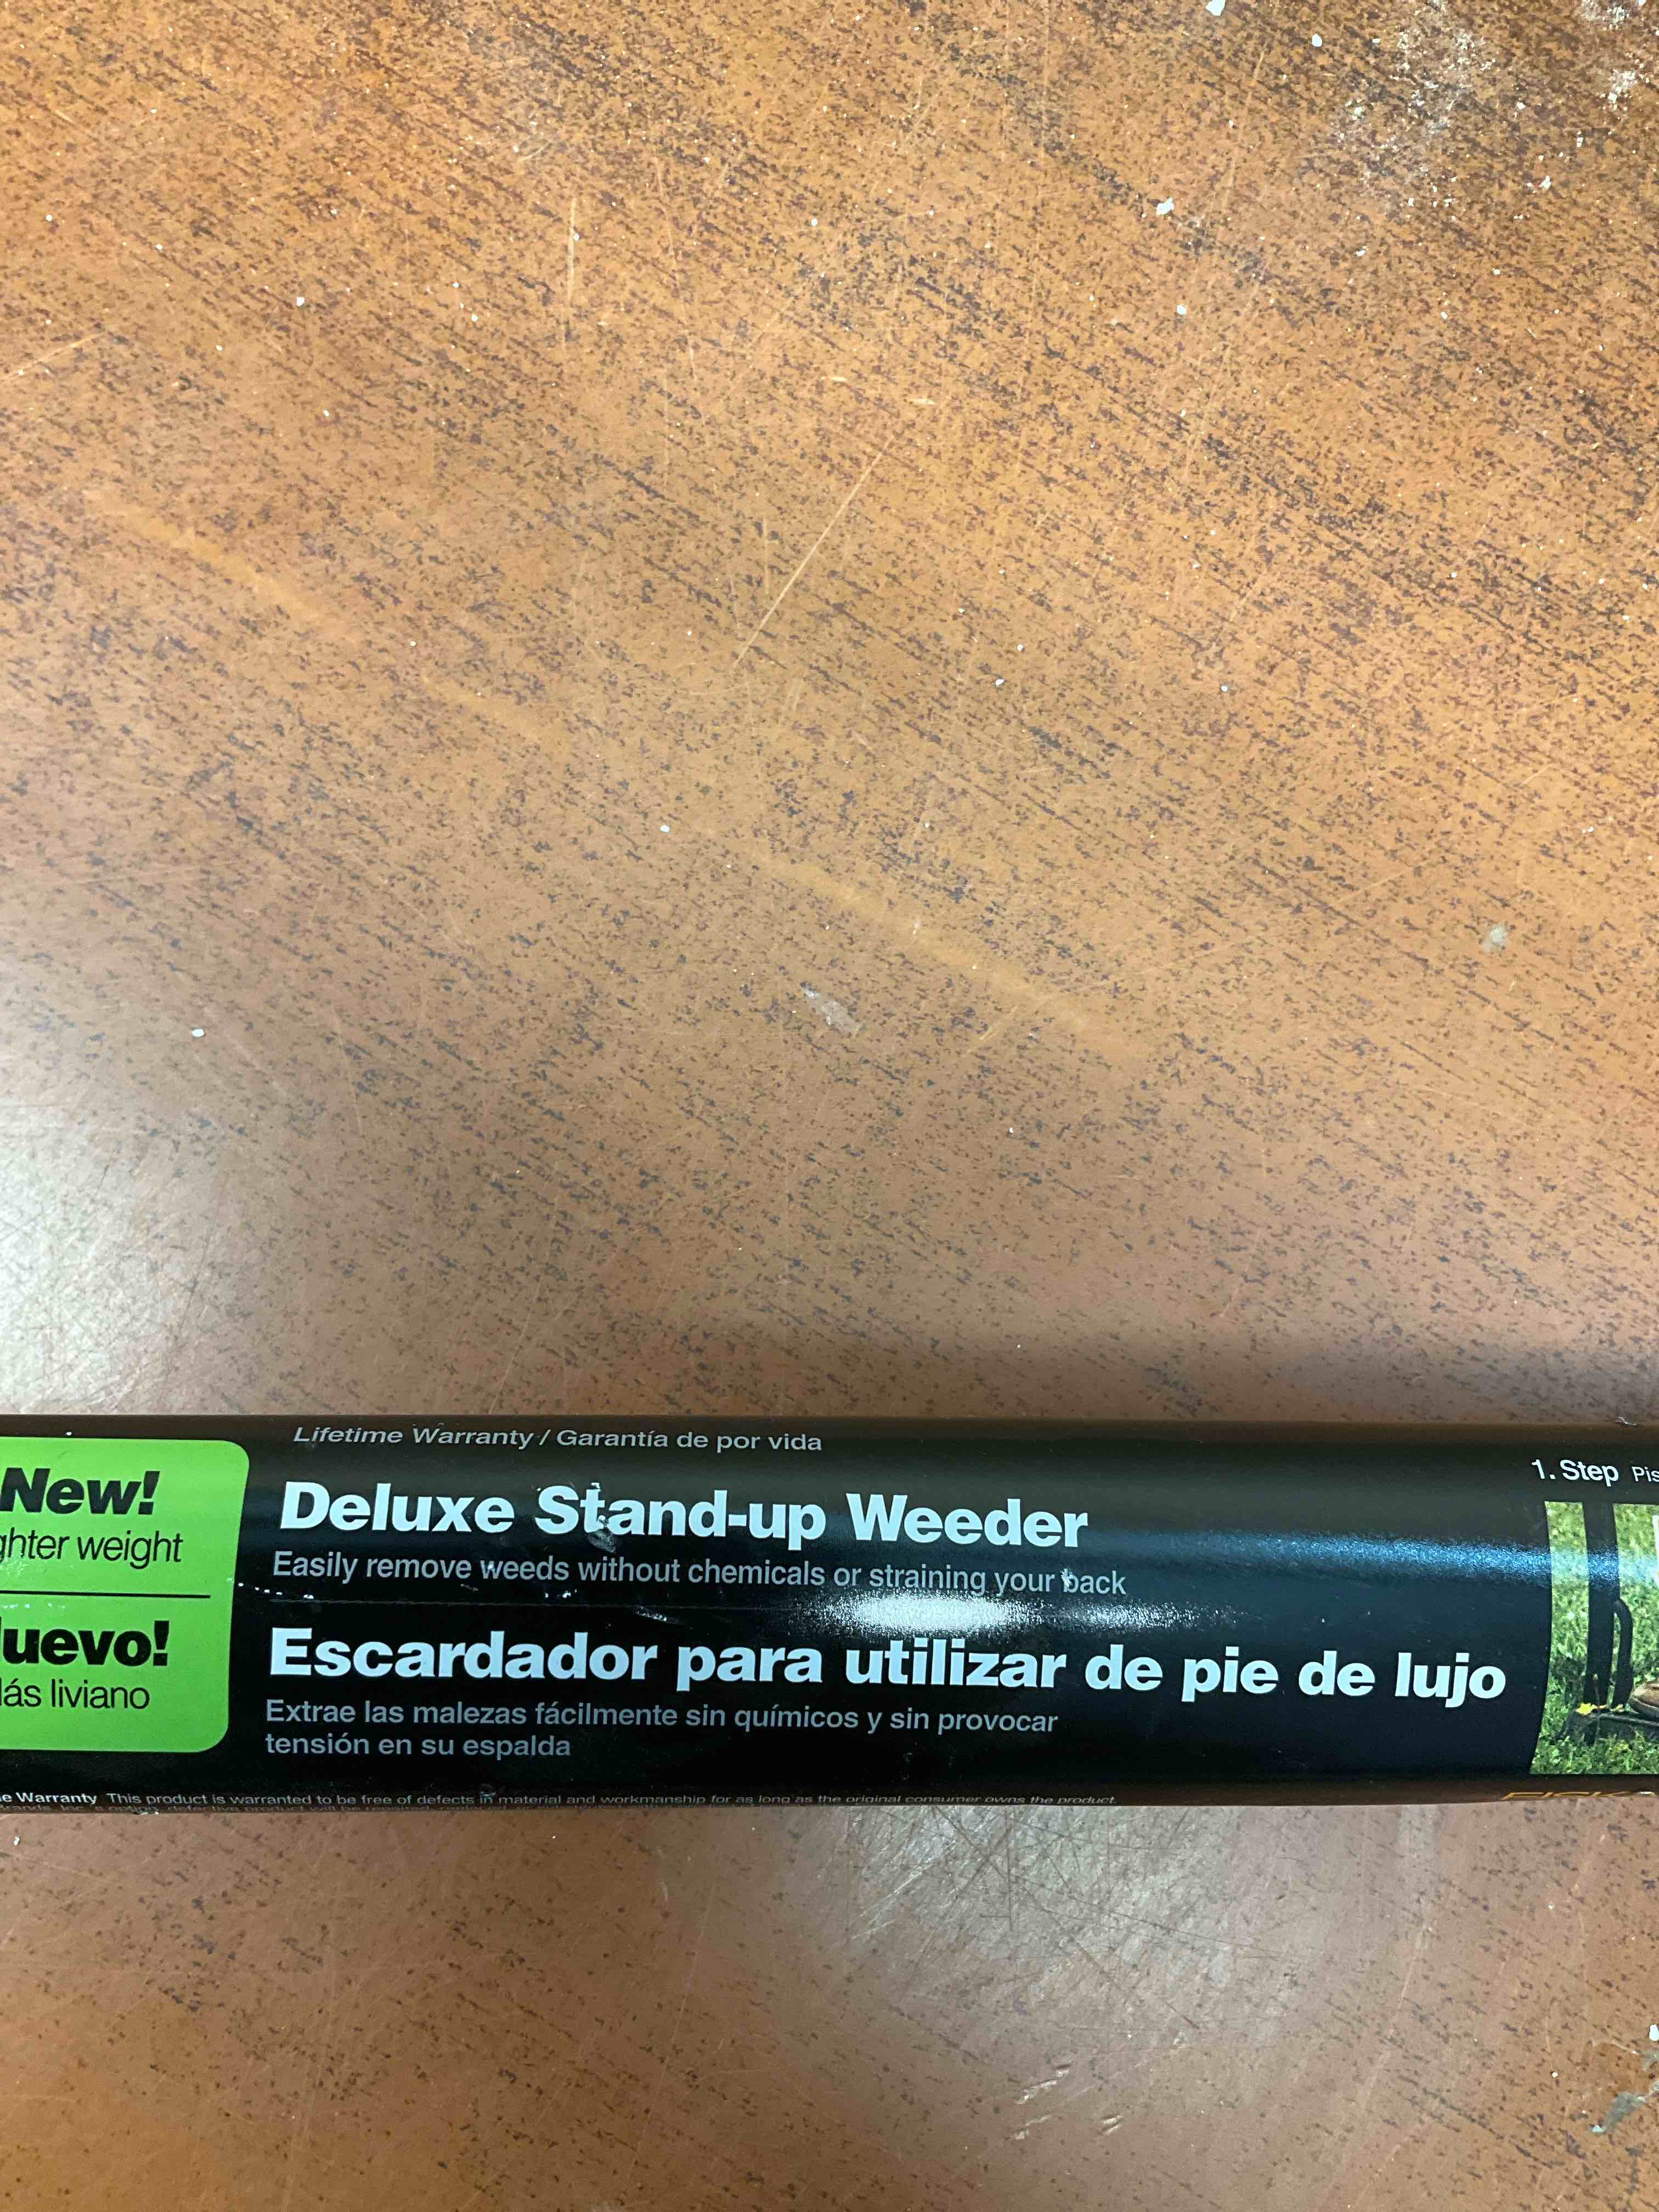 Lifetime Warranty / Garantía de por vida
New!
ghter weight
uevo!
ás liviano
Deluxe Stand-up Weeder
Easily remove weeds without chemicals or straining your back
Escardador para utilizar de pie de lujo
Extrae las malezas fácilmente sin químicos y sin provocar
tensión en su espalda
1. Step Pis
e Warranty This product is warranted to be free of defects in material and workmanship for as long as the original consumer owns the product.